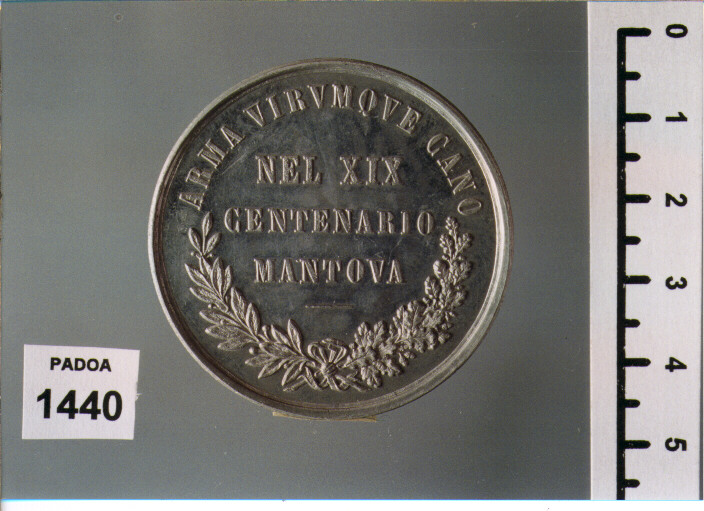 ARMA VIRVMQVE CANO
NEL XIX
CENTENARIO
MANTOVA
PADOA
1440
0
1
2
3
4
5